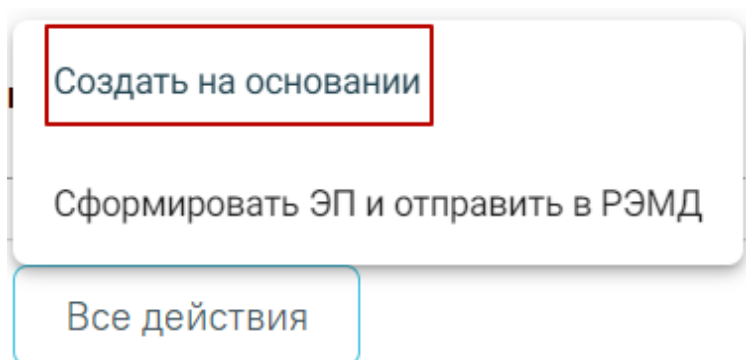 Создать на основании
Сформировать ЭП и отправить в РЭМД
Все действия